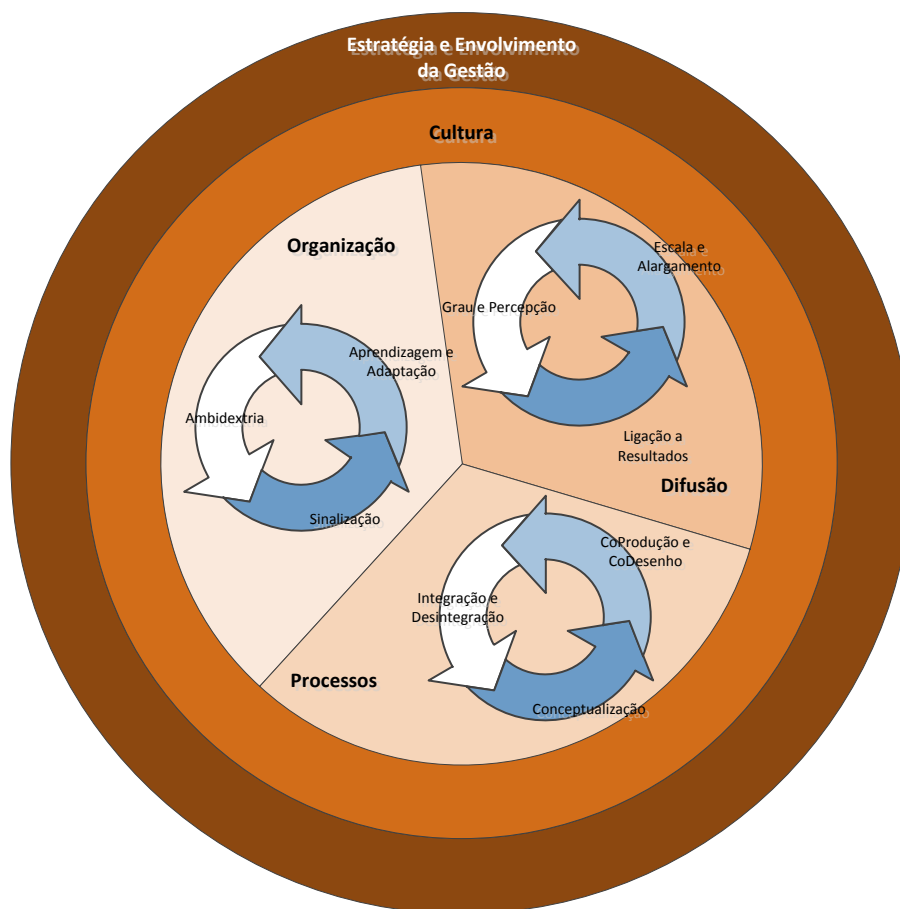 Estratégia e Envolvimento
da Gestão
Cultura
Organização
Aprendizagem e
Adaptação
Ambidextria
Sinalização
Escala e
Alargamento
Grau e Percepção
Ligação a
Resultados
Difusão
CoProdução e
CoDesenho
Integração e
Desintegração
Conceptualização
Processos